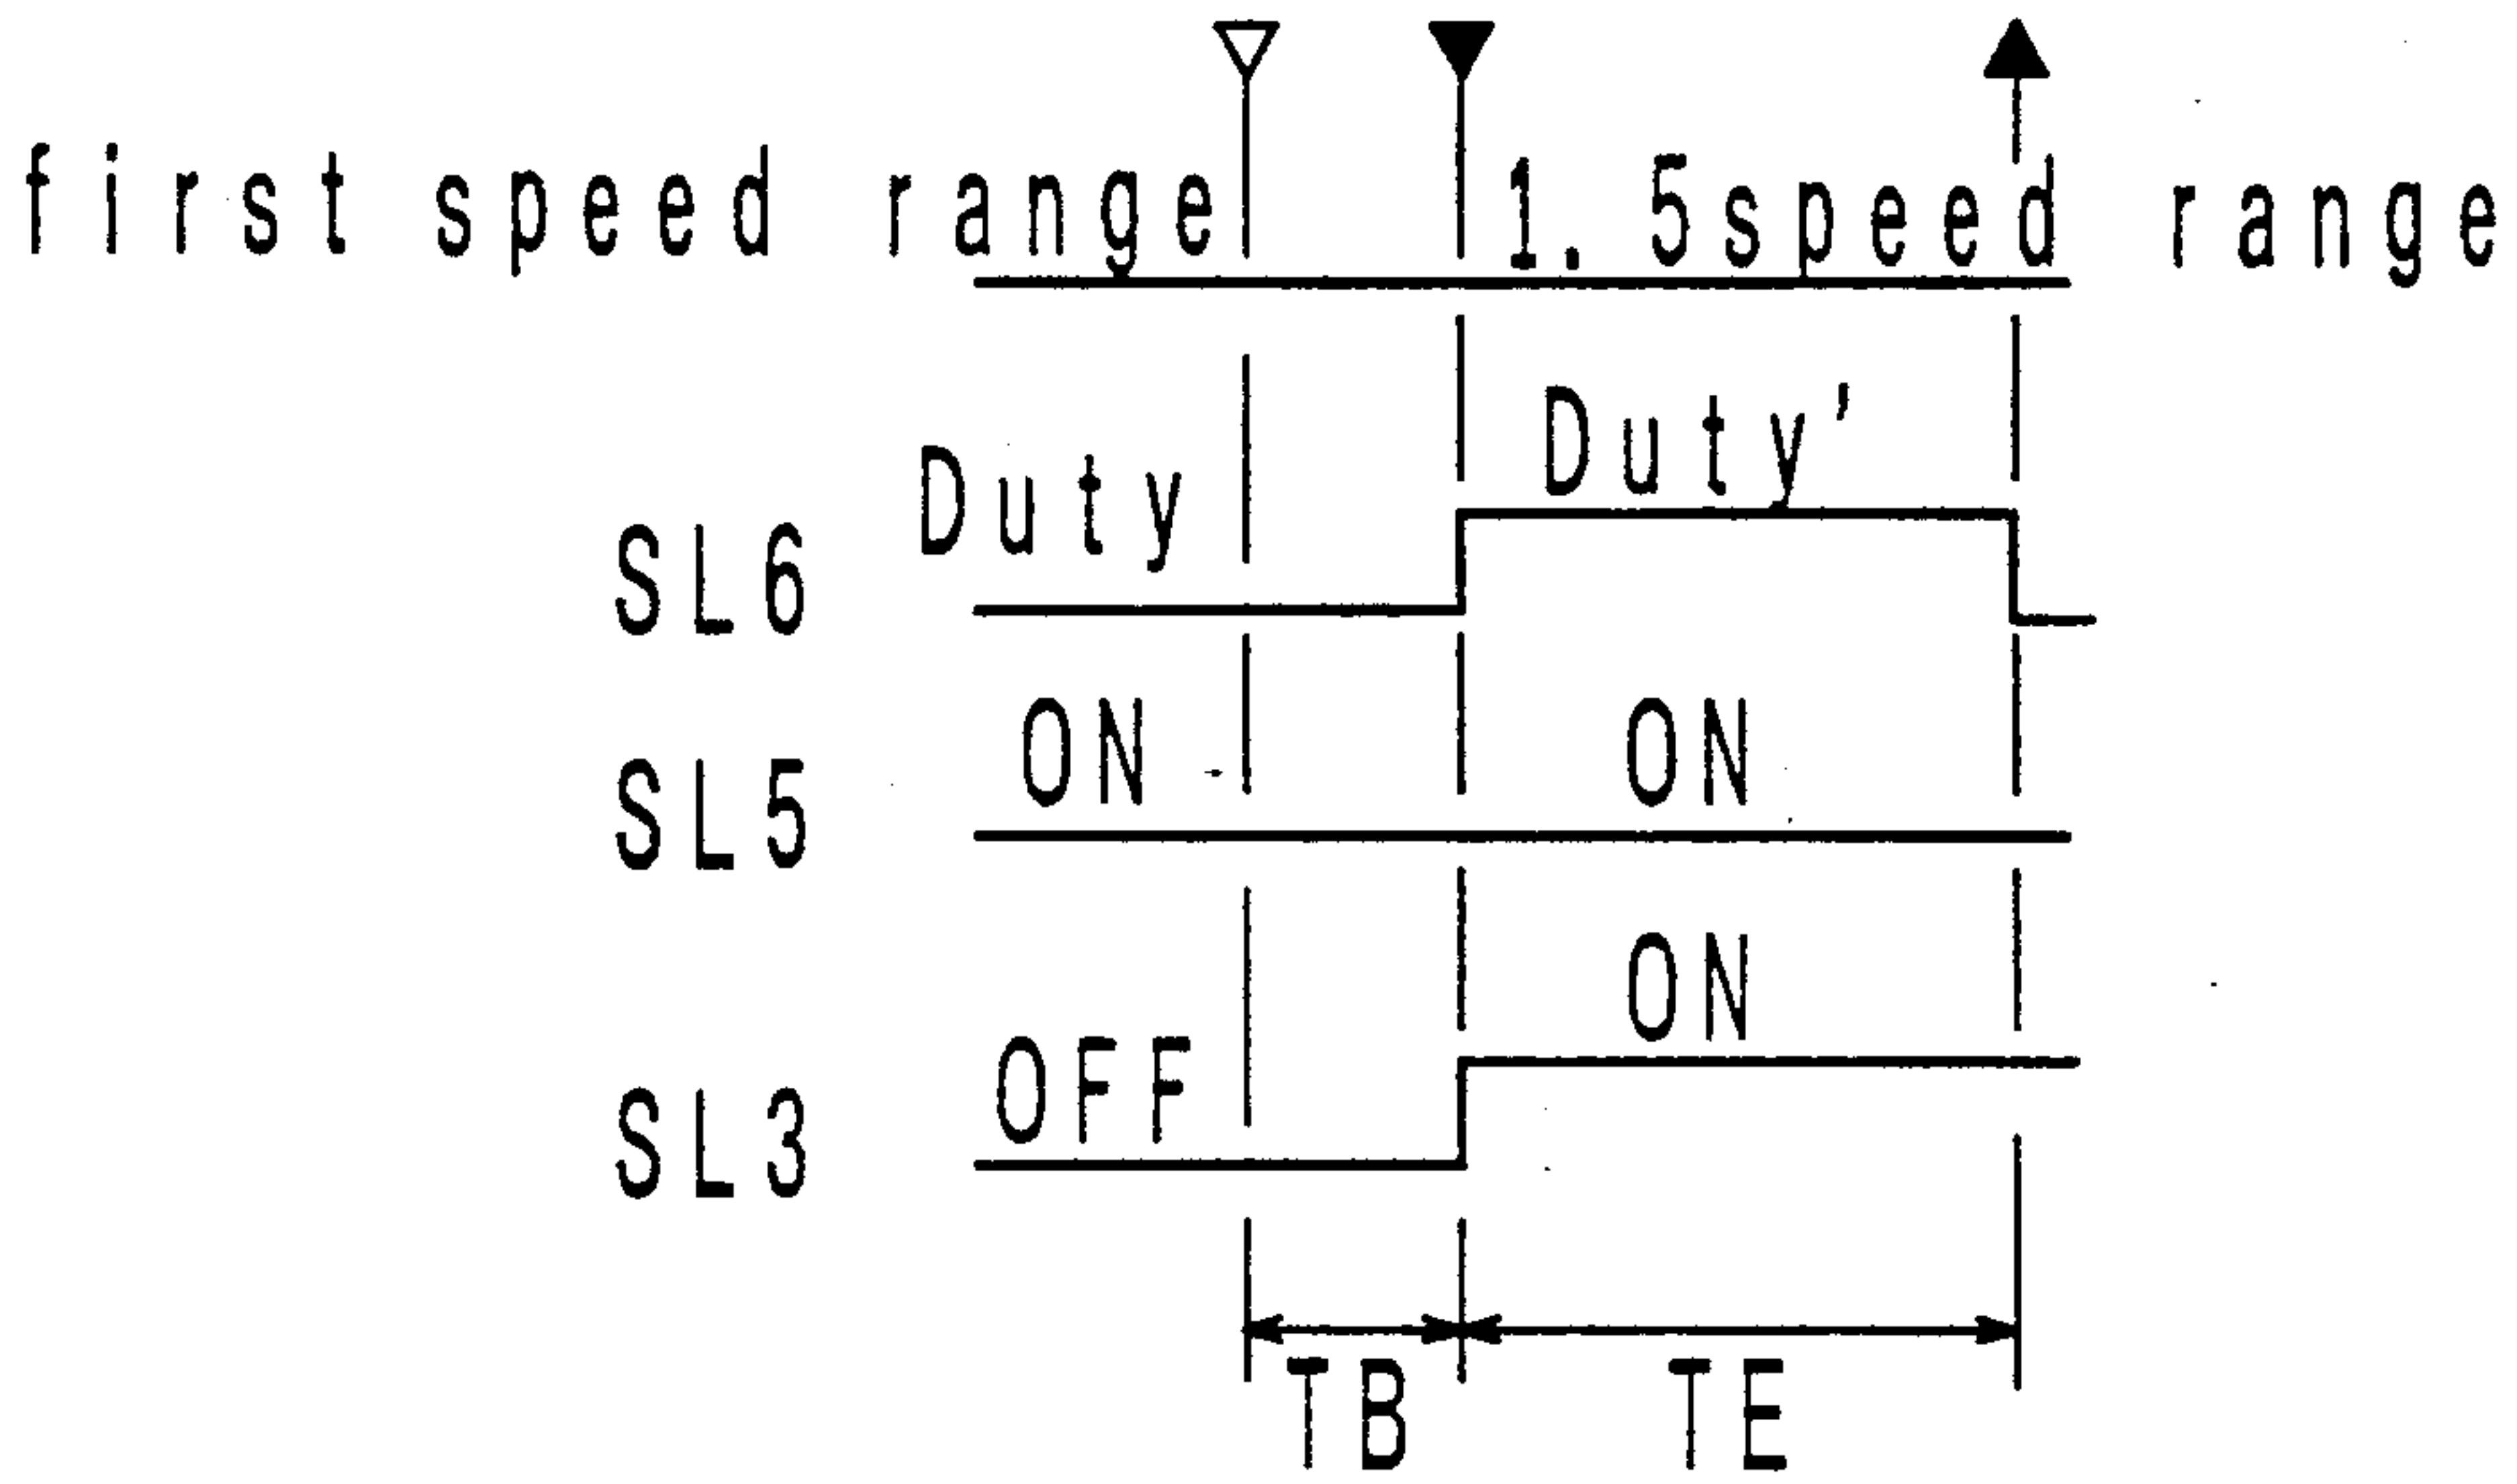 first speed range
1.5speed range
Duty
Duty'
SL6
ON
ON
SL5
ON
OFF
SL3
TB
TE